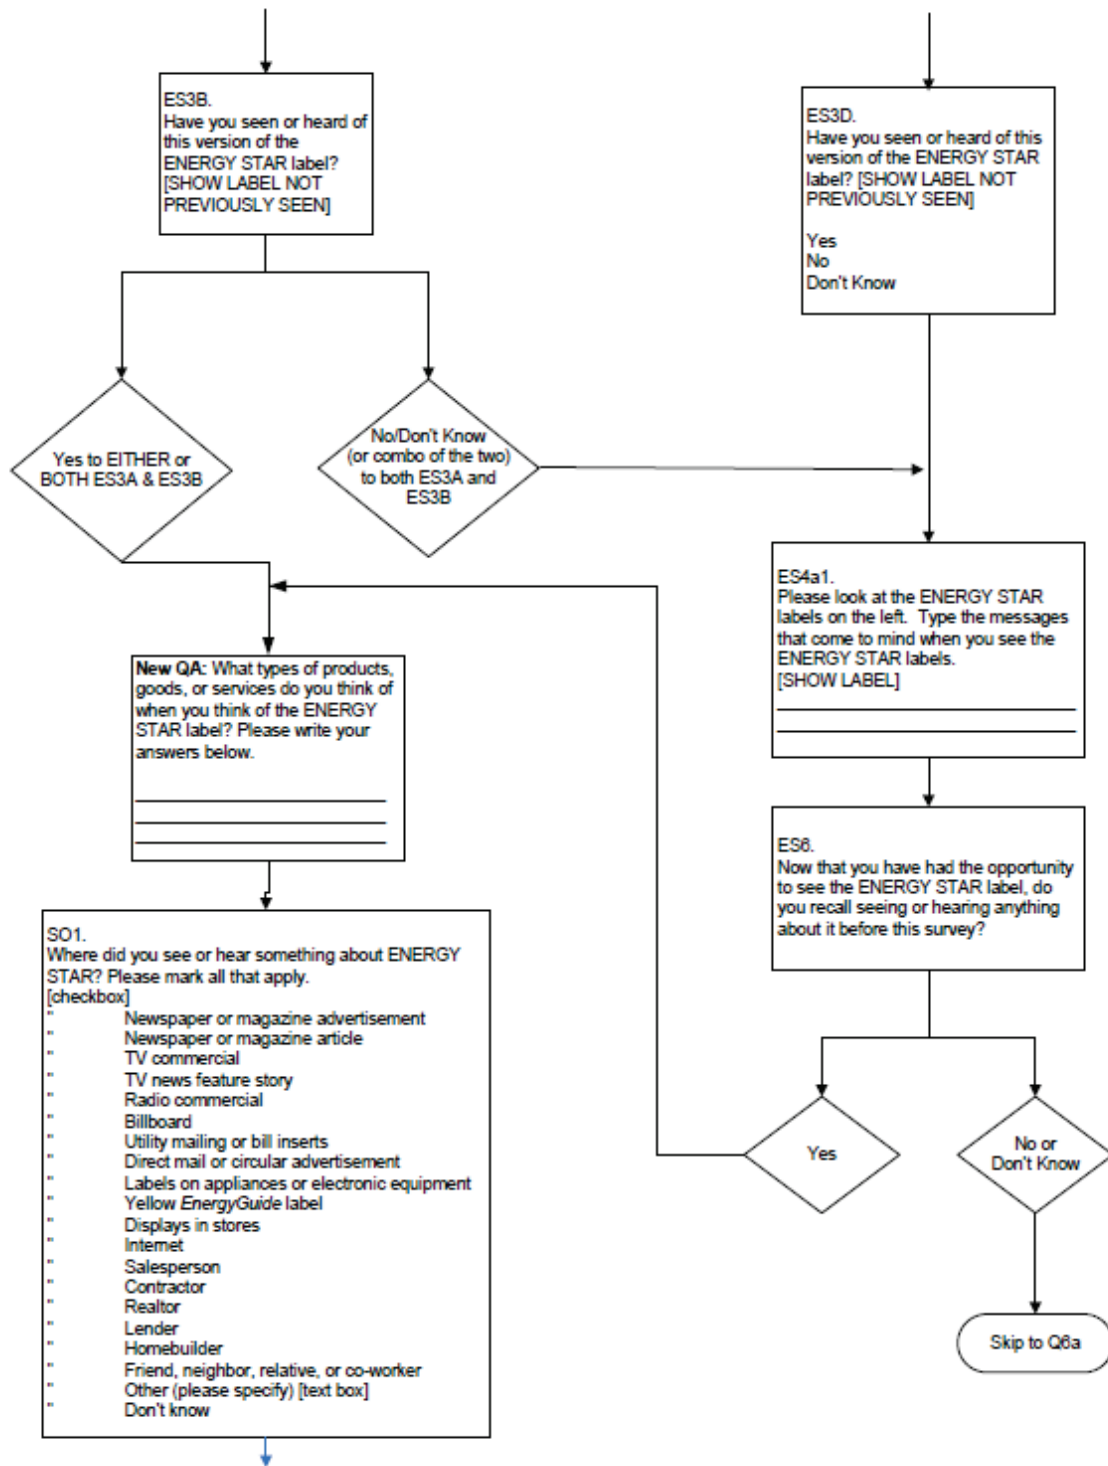 ES3B.
Have you seen or heard of
this version of the
ENERGY STAR label?
[SHOW LABEL NOT
PREVIOUSLY SEEN]
ES3D.
Have you seen or heard of this
version of the ENERGY STAR
label? [SHOW LABEL NOT
PREVIOUSLY SEEN]
Yes
No
Don't Know
Yes to EITHER or
BOTH ES3A & ES3B
No/Don't Know
(or combo of the two)
to both ES3A and
ES3B
ES4a1.
Please look at the ENERGY STAR
labels on the left. Type the messages
that come to mind when you see the
ENERGY STAR labels.
[SHOW LABEL]
New QA: What types of products,
goods, or services do you think of
when you think of the ENERGY
STAR label? Please write your
answers below.
ES6.
Now that you have had the opportunity
to see the ENERGY STAR label, do
you recall seeing or hearing anything
about it before this survey?
SO1.
Where did you see or hear something about ENERGY
STAR? Please mark all that apply.
[checkbox]
" Newspaper or magazine advertisement
" Newspaper or magazine article
" TV commercial
" TV news feature story
" Radio commercial
" Billboard
" Utility mailing or bill inserts
" Direct mail or circular advertisement
" Labels on appliances or electronic equipment
" Yellow EnergyGuide label
" Displays in stores
" Internet
" Salesperson
" Contractor
" Realtor
" Lender
" Homebuilder
" Friend, neighbor, relative, or co-worker
" Other (please specify) [text box]
" Don't know
Yes
No or
Don't Know
Skip to Q6a